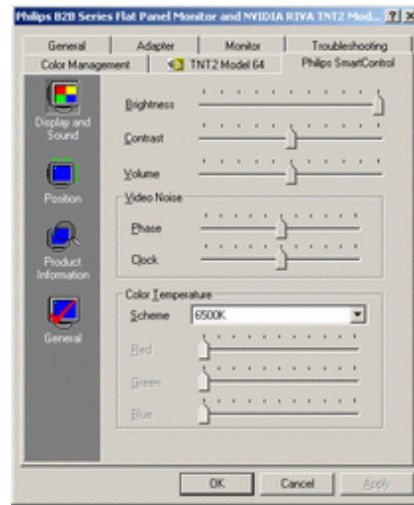 Philips B2B Series Flat Panel Monitor and NVIDIA RIVA TNT2 Mod...
General Adapter Monitor Troubleshooting
Color Management TNT2 Model 64 Philips SmartControl
Display and
Sound
Position
Product
Information
General
Brightness
Contrast
Volume
Video Noise
Phase
Clock
Color Temperature
Scheme 6500K
Red
Green
Blue
OK Cancel Apply